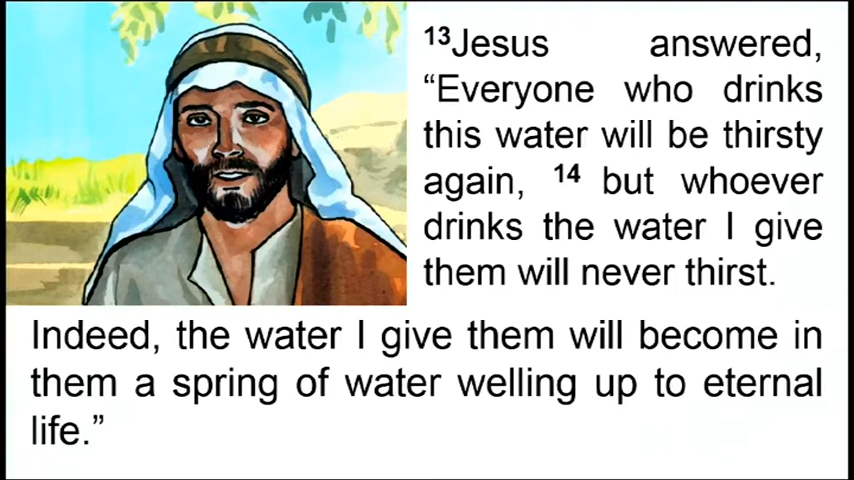 ¹³Jesus answered,
“Everyone who drinks
this water will be thirsty
again, ¹⁴ but whoever
drinks the water I give
them will never thirst.
Indeed, the water I give them will become in
them a spring of water welling up to eternal
life.”